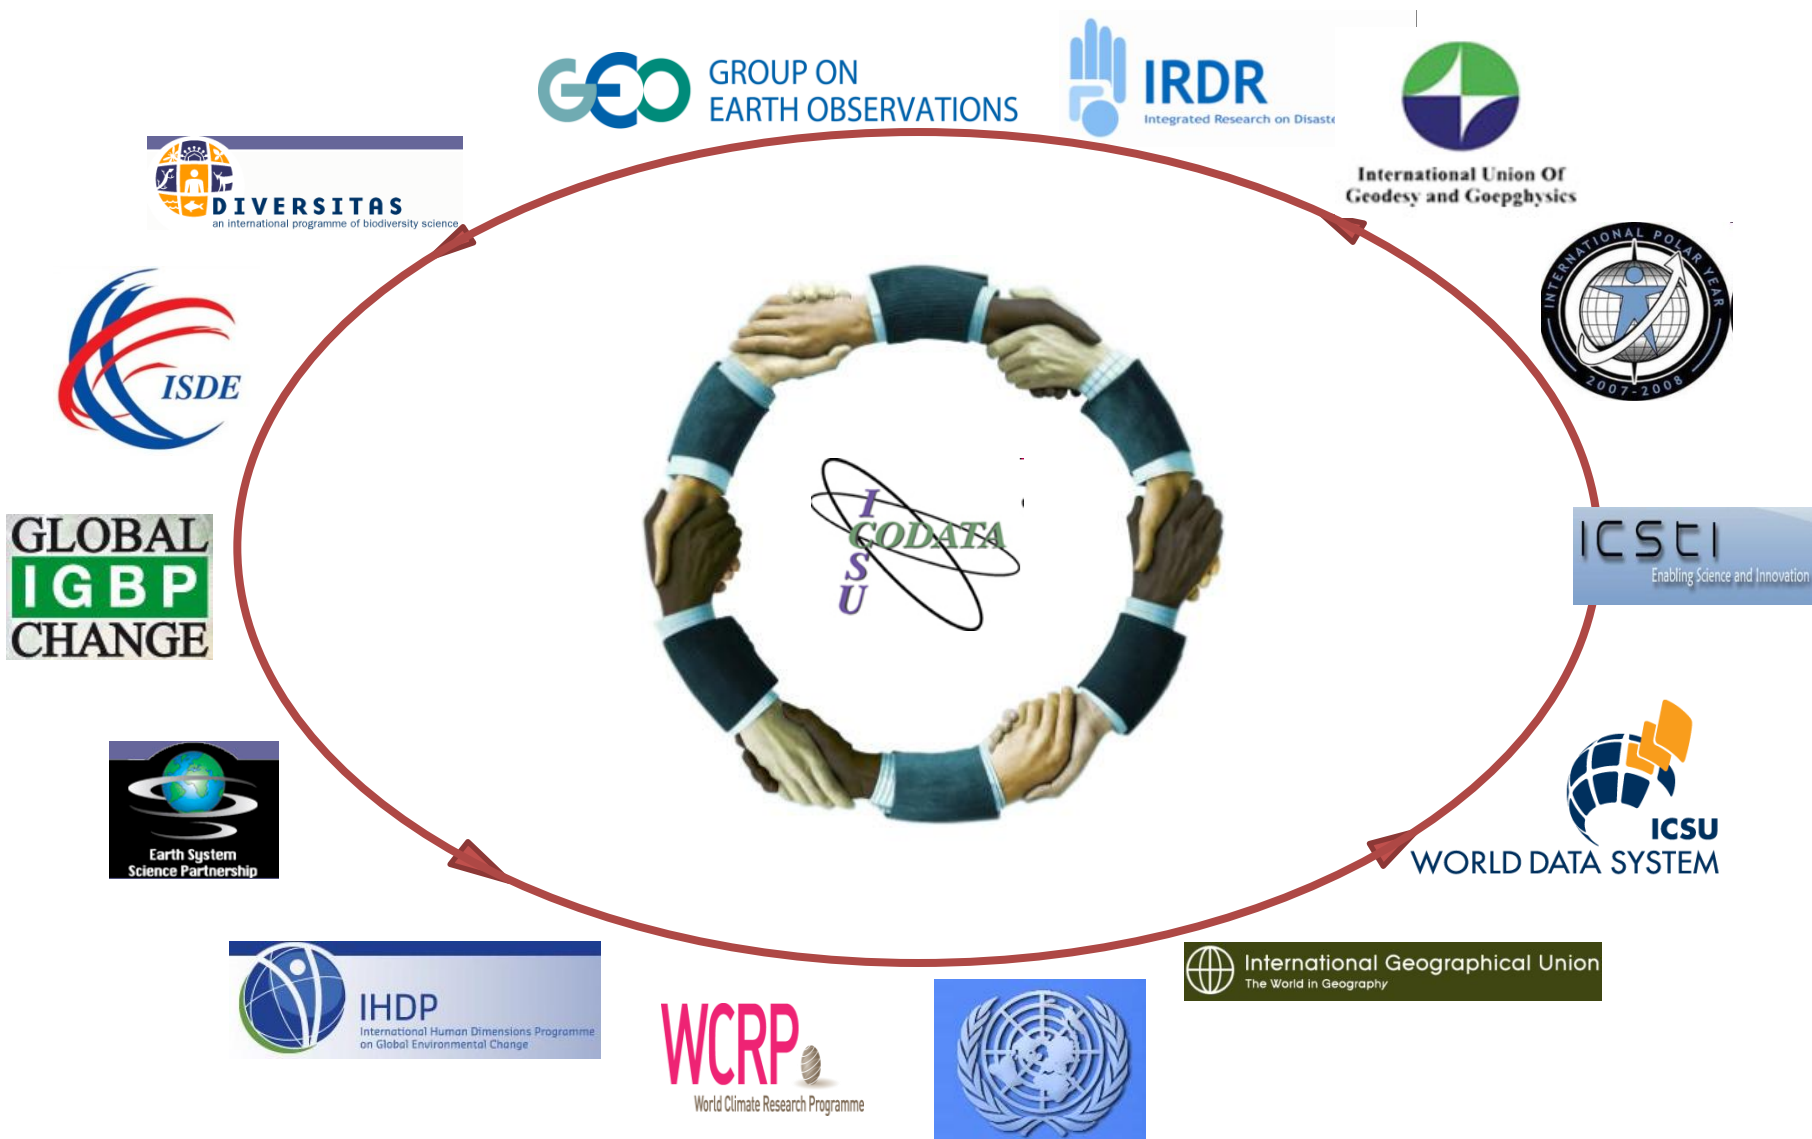 GEO GROUP ON
EARTH OBSERVATIONS
IRDR
Integrated Research on Disaste
International Union Of
Geodesy and Goepghysics
DIVERSITAS
an international programme of biodiversity science
INTERNATIONAL POLAR YEAR
2007-2008
ISDE
I
CODATA
S
U
ICSTI
Enabling Science and Innovation
GLOBAL
IGBP
CHANGE
ICSU
WORLD DATA SYSTEM
Earth System
Science Partnership
International Geographical Union
The World in Geography
IHDP
International Human Dimensions Programme
on Global Environmental Change
WCRP
World Climate Research Programme